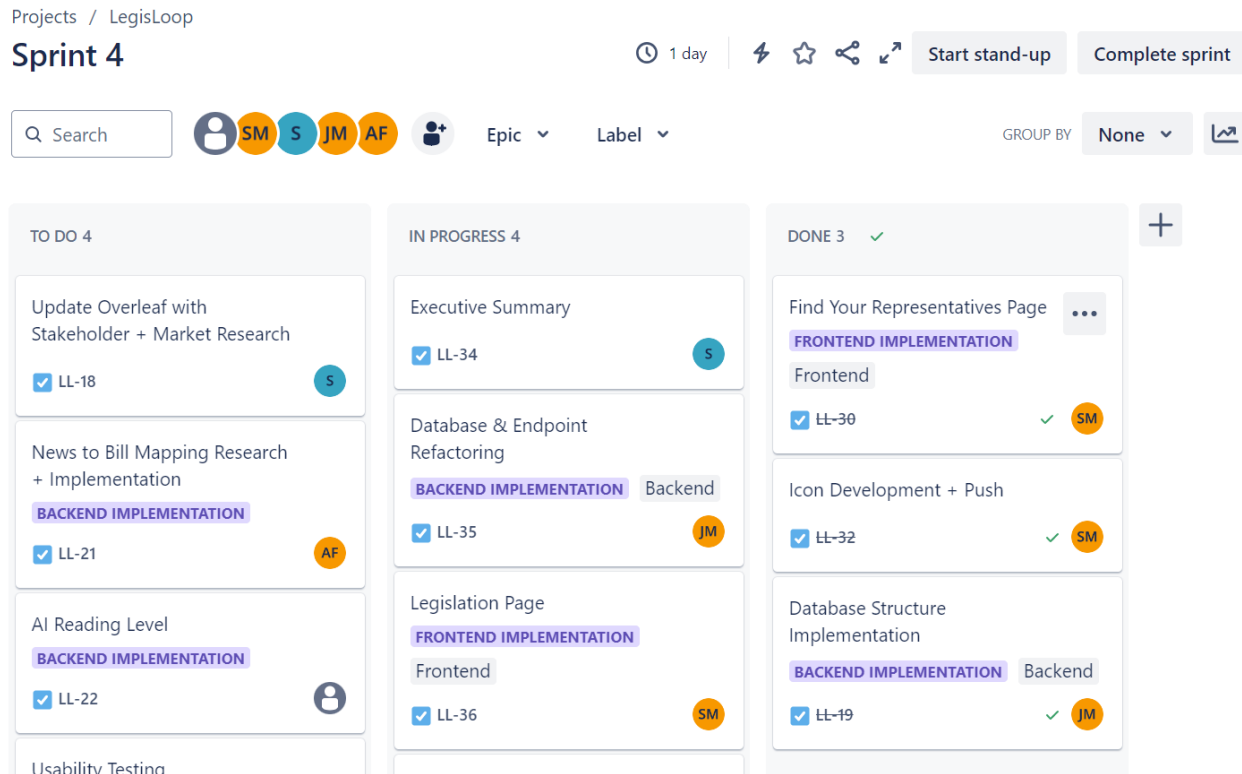 Projects / LegisLoop
Sprint 4
1 day
Start stand-up
Complete sprint
Search
SM
S
JM
AF
Epic
Label
GROUP BY
None
TO DO 4
Update Overleaf with
Stakeholder + Market Research
LL-18
S
News to Bill Mapping Research
+ Implementation
BACKEND IMPLEMENTATION
LL-21
AF
AI Reading Level
BACKEND IMPLEMENTATION
LL-22
Usability Testing
IN PROGRESS 4
Executive Summary
LL-34
S
Database & Endpoint
Refactoring
BACKEND IMPLEMENTATION Backend
LL-35
JM
Legislation Page
FRONTEND IMPLEMENTATION
Frontend
LL-36
SM
DONE 3
Find Your Representatives Page
FRONTEND IMPLEMENTATION
Frontend
LL-30
SM
Icon Development + Push
LL-32
SM
Database Structure
Implementation
BACKEND IMPLEMENTATION Backend
LL-19
JM